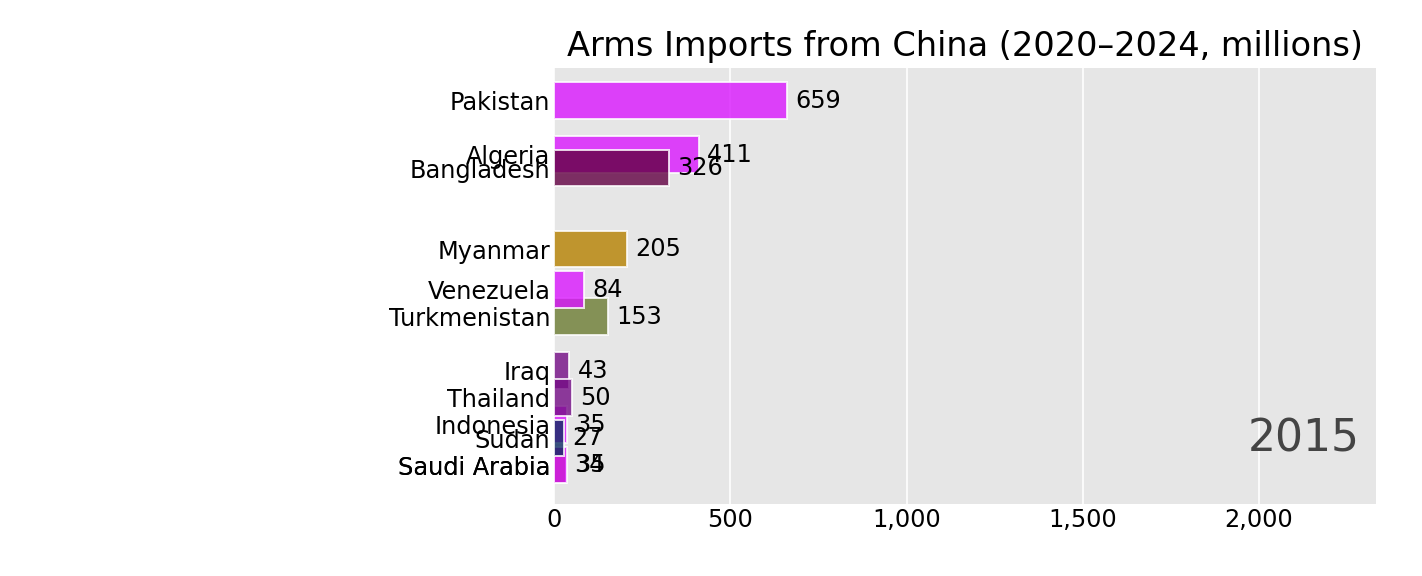 Arms Imports from China (2020–2024, millions)
Pakistan 659
Algeria 411
Bangladesh 326
Myanmar 205
Venezuela 84
Turkmenistan 153
Iraq 43
Thailand 50
Indonesia 35
Sudan 27
Saudi Arabia
2015
0 500 1,000 1,500 2,000